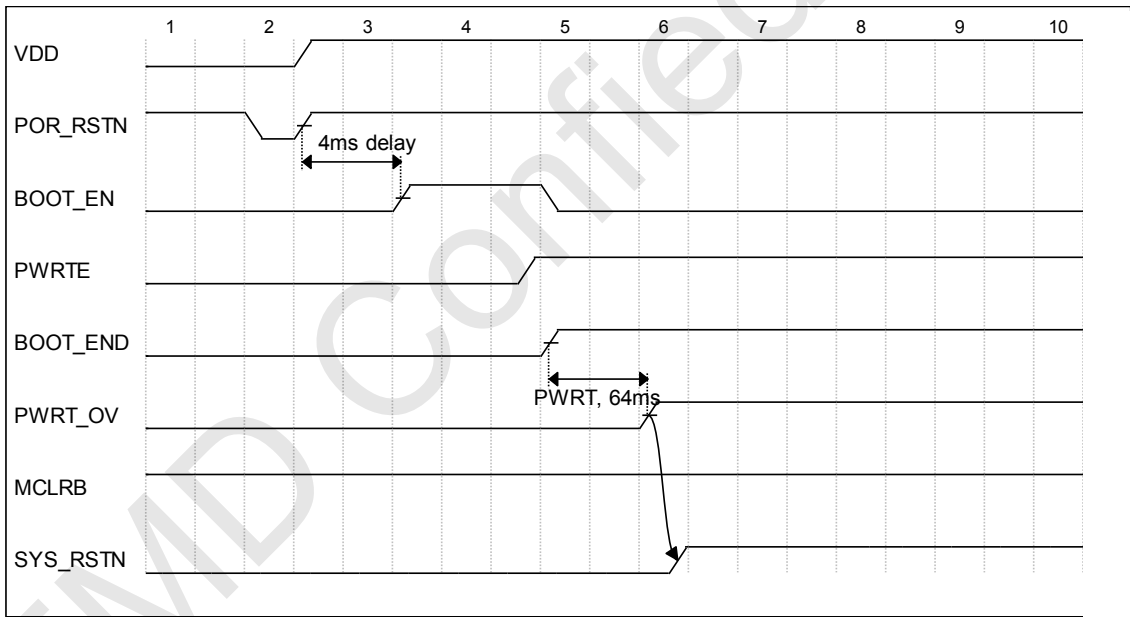 1 2 3 4 5 6 7 8 9 10
VDD
POR_RSTN
4ms delay
BOOT_EN
PWRTE
BOOT_END
PWRT, 64ms
PWRT_OV
MCLRB
SYS_RSTN